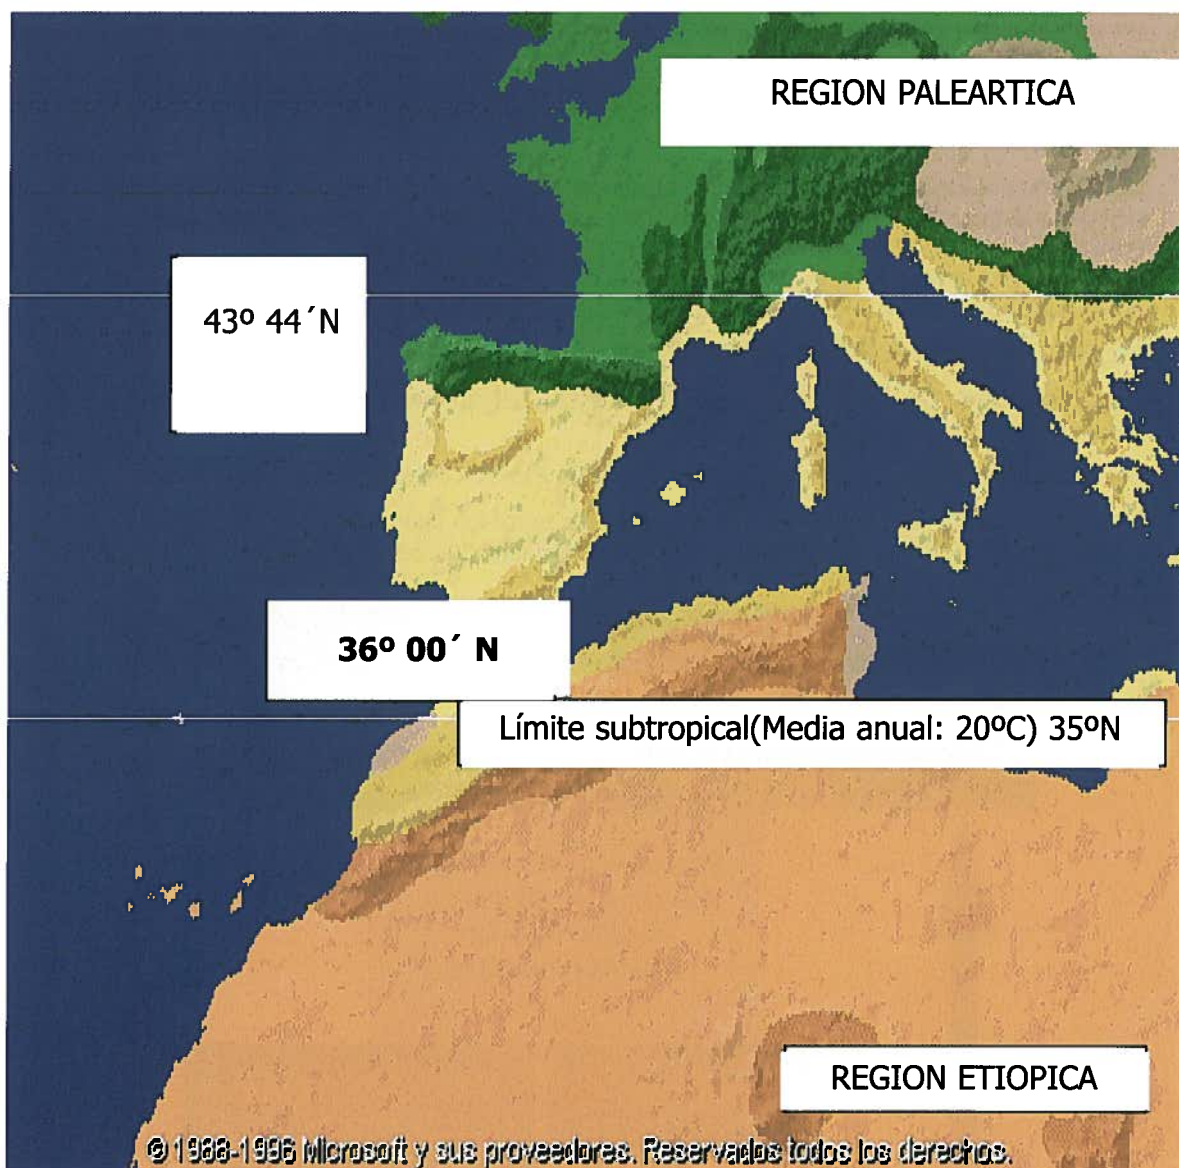 REGION PALEARTICA
43º 44´N
36º 00´ N
Límite subtropical(Media anual: 20ºC) 35ºN
REGION ETIOPICA
© 1988-1996 Microsoft y sus proveedores. Reservados todos los derechos.